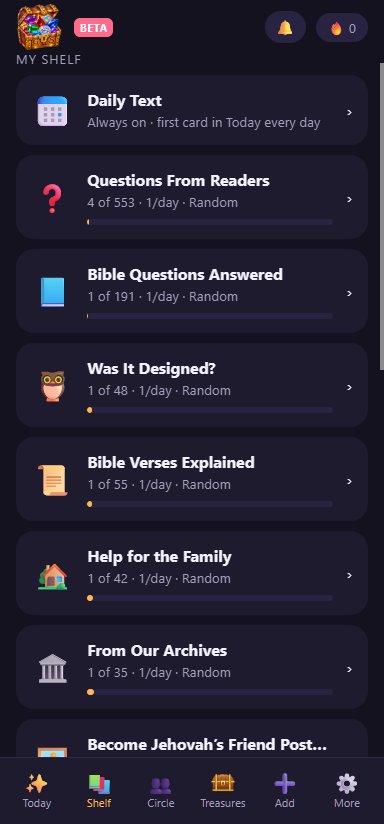 BETA
0
MY SHELF
Daily Text
Always on · first card in Today every day
Questions From Readers
4 of 553 · 1/day · Random
Bible Questions Answered
1 of 191 · 1/day · Random
Was It Designed?
1 of 48 · 1/day · Random
Bible Verses Explained
1 of 55 · 1/day · Random
Help for the Family
1 of 42 · 1/day · Random
From Our Archives
1 of 35 · 1/day · Random
Become Jehovah’s Friend Post…
Today
Shelf
Circle
Treasures
Add
More